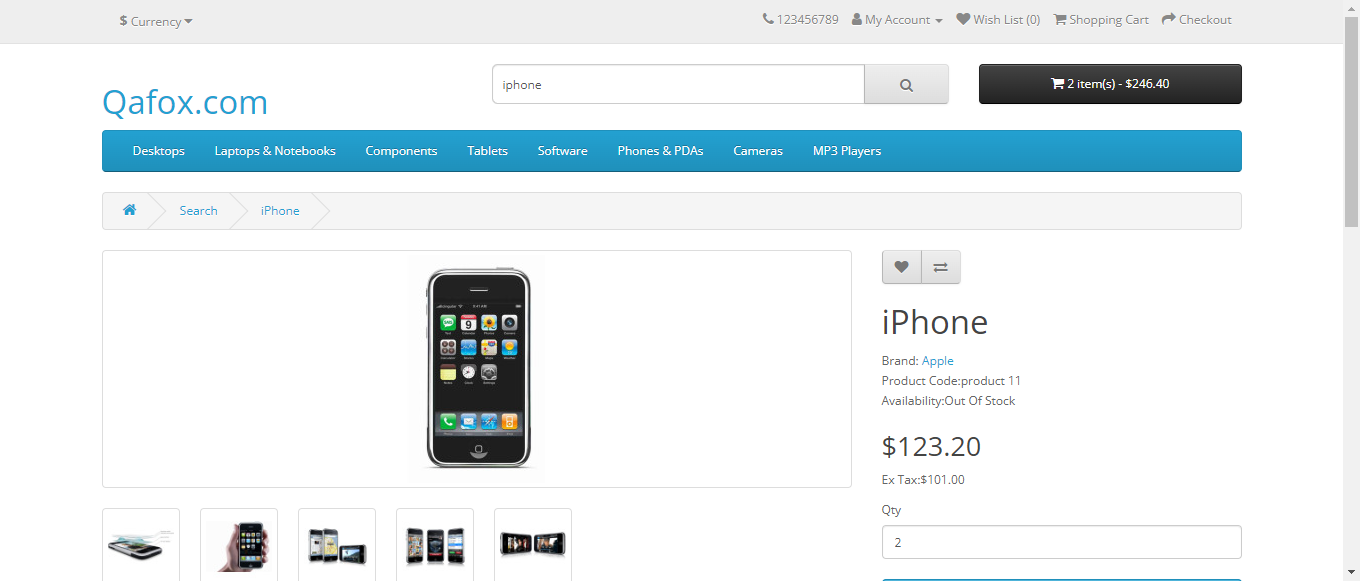 $ Currency
123456789 My Account Wish List (0) Shopping Cart Checkout
Qafox.com
iphone
2 item(s) - $246.40
Desktops Laptops & Notebooks Components Tablets Software Phones & PDAs Cameras MP3 Players
Search iPhone
iPhone
Brand: Apple
Product Code:product 11
Availability:Out Of Stock
$123.20
Ex Tax:$101.00
Qty
2